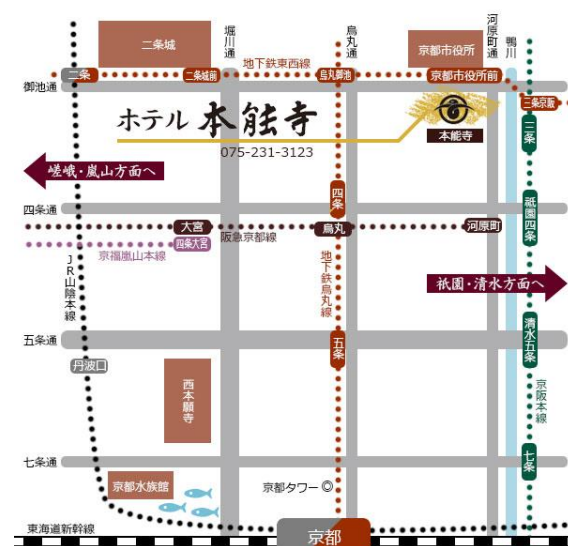 二条城
堀川通
烏丸通
京都市役所
河原町通
鴨川
地下鉄東西線
二条
二条城前
烏丸御池
京都市役所前
三条京阪
御池通
ホテル 本能寺
075-231-3123
本能寺
三条
嵯峨・嵐山方面へ
四条通
四条
祇園四条
大宮
阪急京都線
烏丸
河原町
四条大宮
京福嵐山本線
JR山陰本線
地下鉄烏丸線
祇園・清水方面へ
五条通
五条
清水五条
丹波口
西本願寺
京阪本線
七条通
七条
京都水族館
京都タワー
東海道新幹線
京都